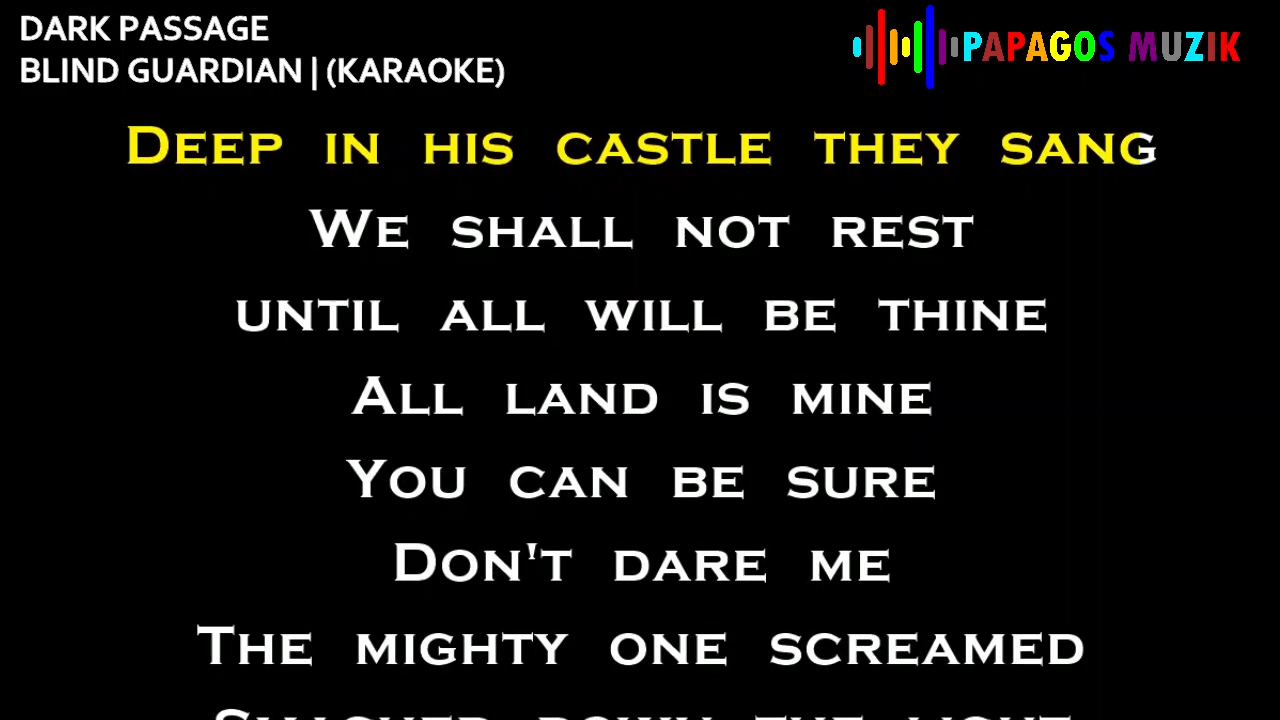 DARK PASSAGE
BLIND GUARDIAN | (KARAOKE)
PAPAGOS MUZIK
DEEP IN HIS CASTLE THEY SANG
WE SHALL NOT REST
UNTIL ALL WILL BE THINE
ALL LAND IS MINE
YOU CAN BE SURE
DON'T DARE ME
THE MIGHTY ONE SCREAMED